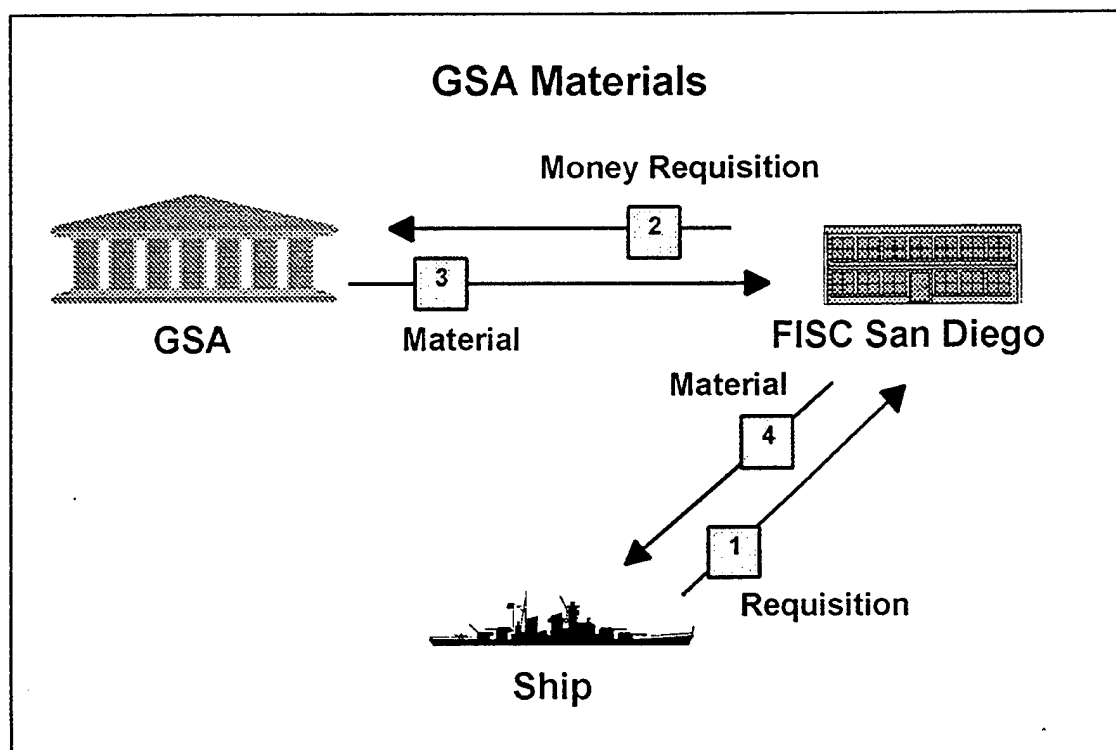 GSA Materials
Money Requisition
2
3
GSA
Material
FISC San Diego
Material
4
1
Requisition
Ship